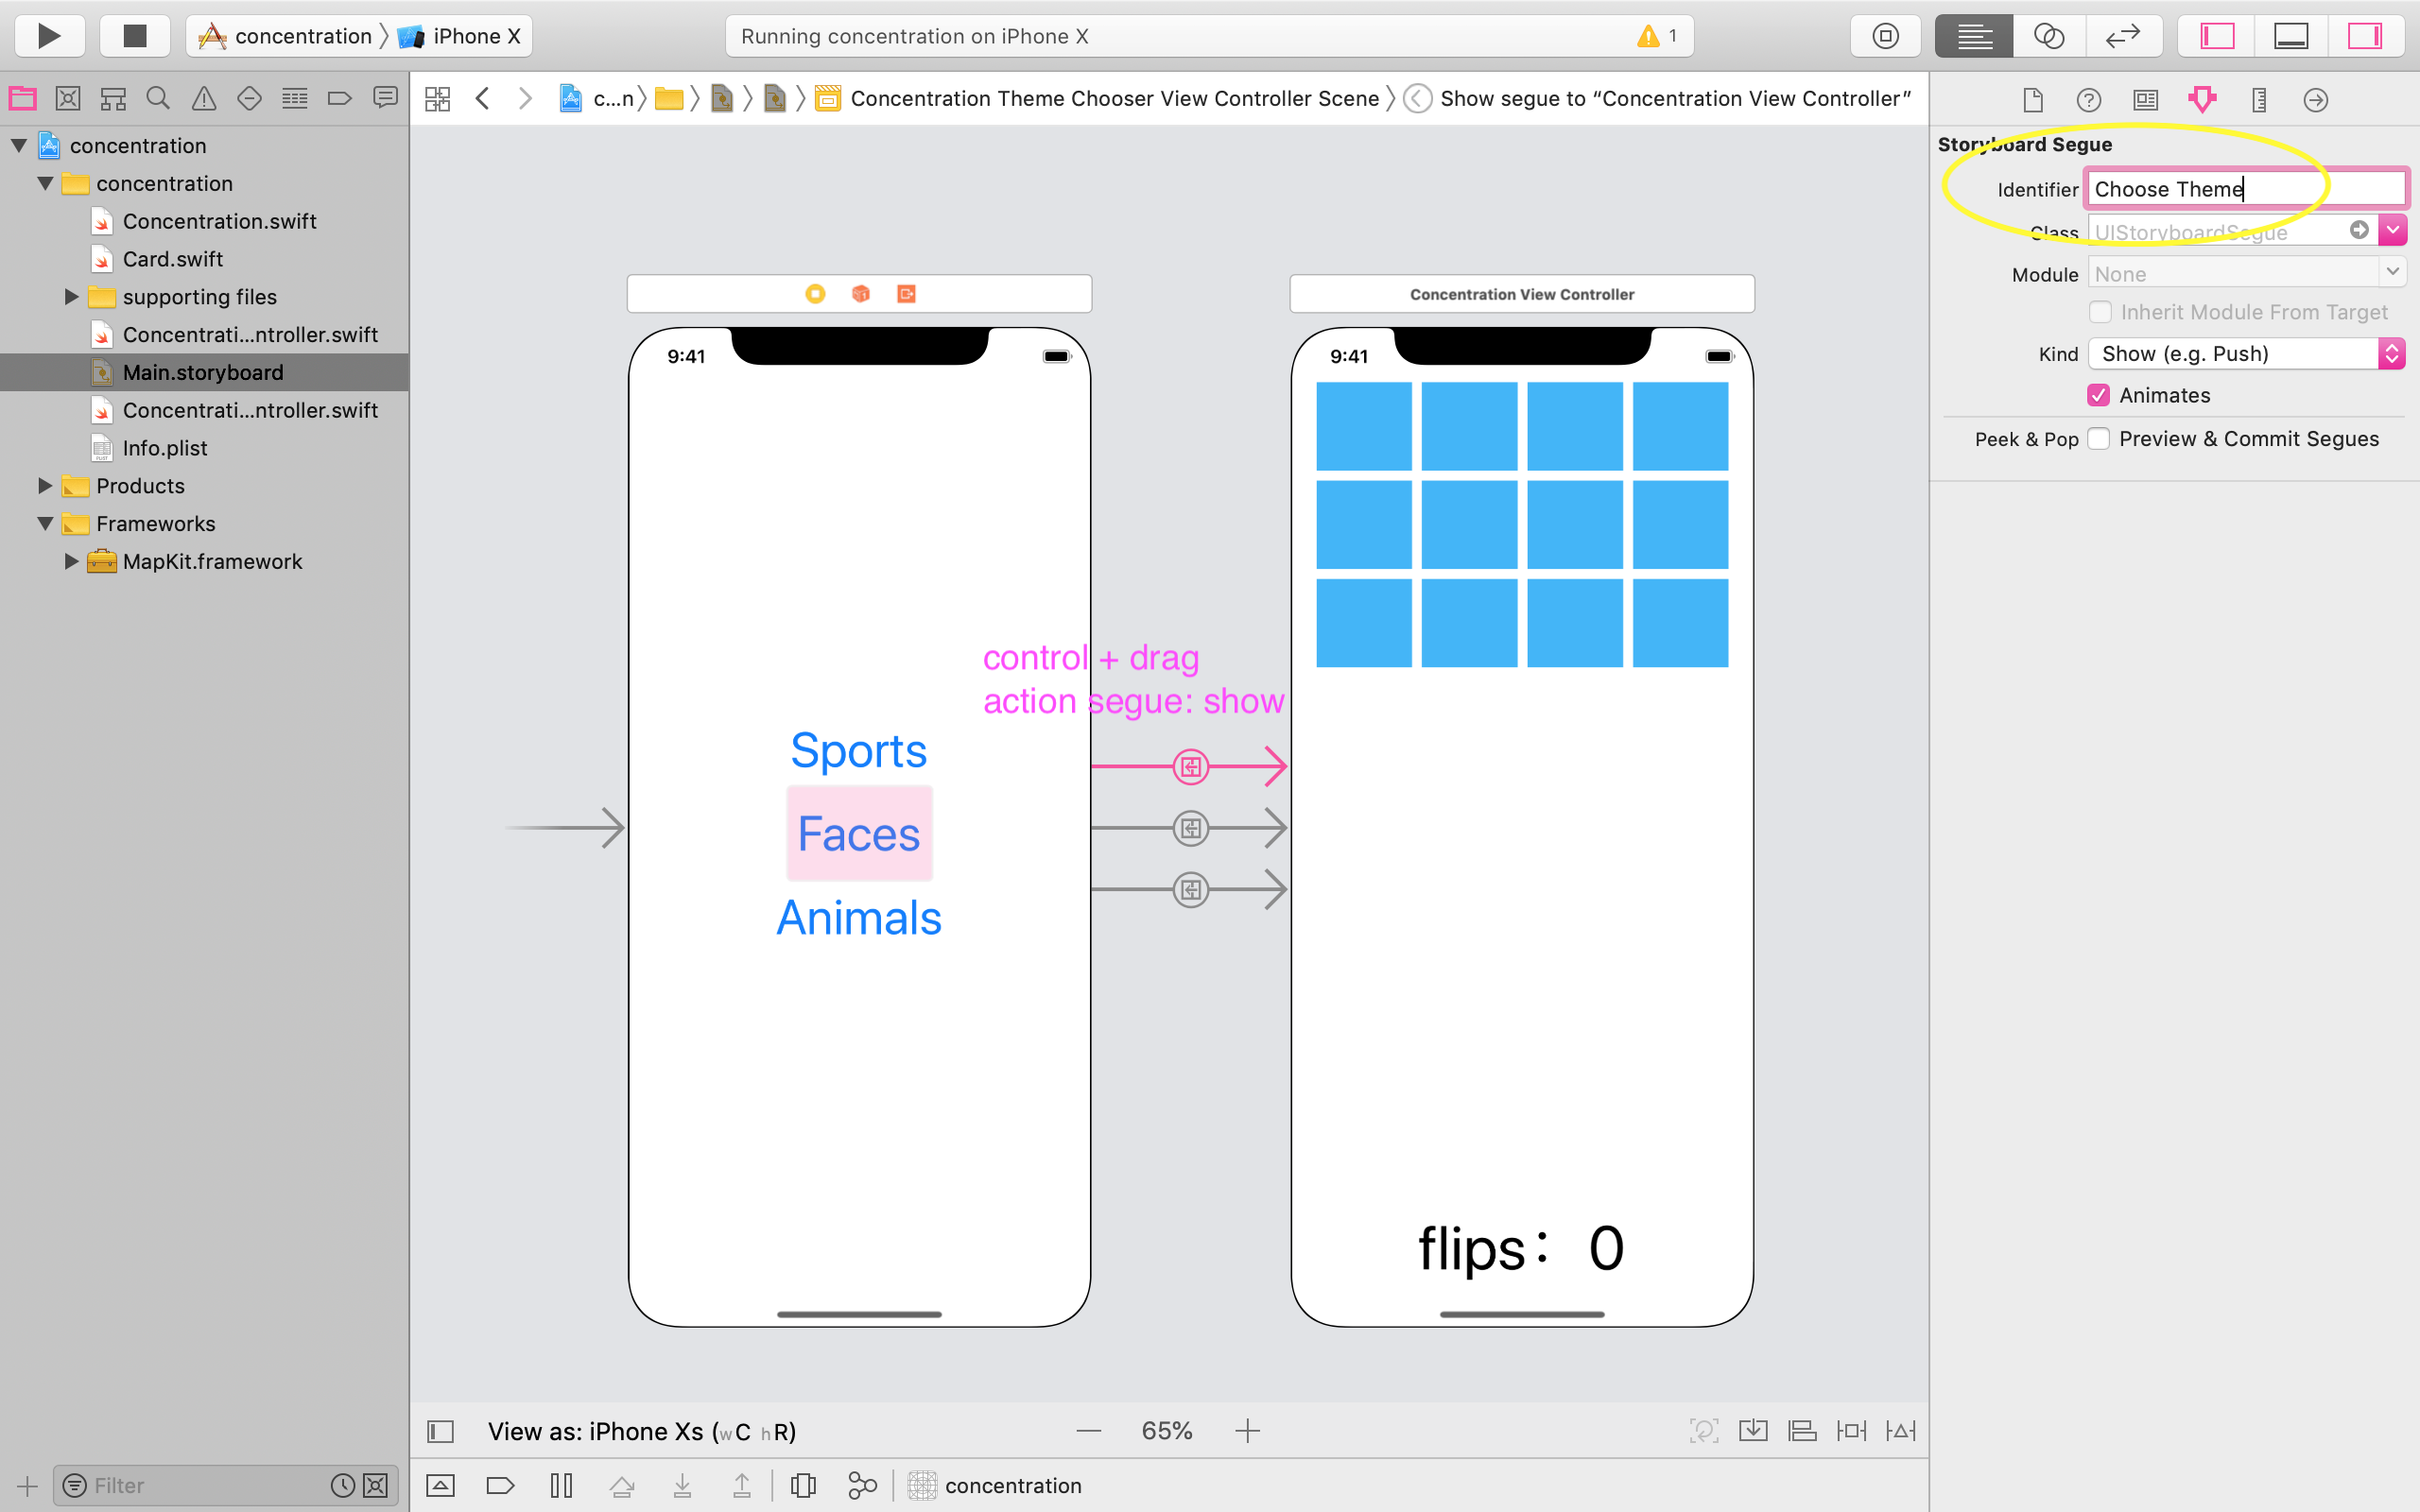 concentration 〉 iPhone X
Running concentration on iPhone X
1
c...n 〉 〉 〉 〉 Concentration Theme Chooser View Controller Scene 〉 Show segue to “Concentration View Controller”
concentration
concentration
Concentration.swift
Card.swift
supporting files
Concentrati...ntroller.swift
Main.storyboard
Concentrati...ntroller.swift
Info.plist
Products
Frameworks
MapKit.framework
Filter
9:41
control + drag
action segue: show
Sports
Faces
Animals
Concentration View Controller
9:41
flips: 0
View as: iPhone Xs (wC hR)
65%
concentration
Storyboard Segue
Identifier Choose Theme
Class UIStoryboardSegue
Module None
Inherit Module From Target
Kind Show (e.g. Push)
Animates
Peek & Pop Preview & Commit Segues